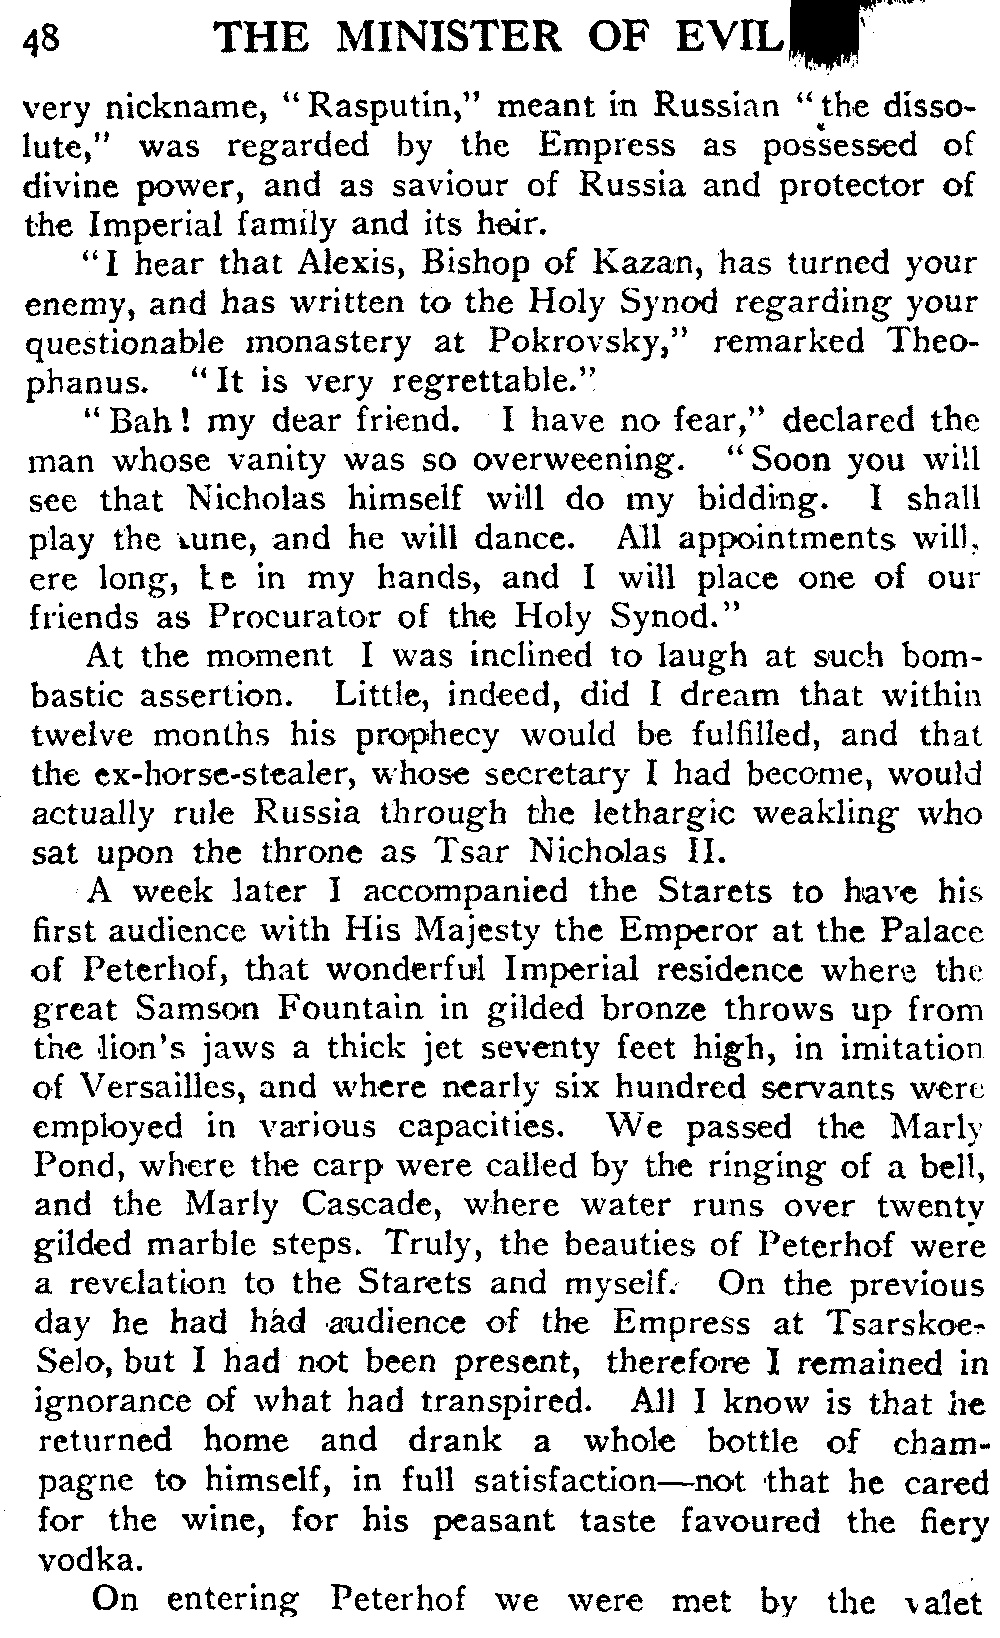 48 THE MINISTER OF EVIL
very nickname, "Rasputin," meant in Russian "the disso-
lute," was regarded by the Empress as possessed of
divine power, and as saviour of Russia and protector of
the Imperial family and its heir.
"I hear that Alexis, Bishop of Kazan, has turned your
enemy, and has written to the Holy Synod regarding your
questionable monastery at Pokrovsky," remarked Theo-
phanus. "It is very regrettable."
"Bah! my dear friend. I have no fear," declared the
man whose vanity was so overweening. "Soon you will
see that Nicholas himself will do my bidding. I shall
play the tune, and he will dance. All appointments will,
ere long, be in my hands, and I will place one of our
friends as Procurator of the Holy Synod."
At the moment I was inclined to laugh at such bom-
bastic assertion. Little, indeed, did I dream that within
twelve months his prophecy would be fulfilled, and that
the ex-horse-stealer, whose secretary I had become, would
actually rule Russia through the lethargic weakling who
sat upon the throne as Tsar Nicholas II.
A week later I accompanied the Starets to have his
first audience with His Majesty the Emperor at the Palace
of Peterhof, that wonderful Imperial residence where the
great Samson Fountain in gilded bronze throws up from
the lion's jaws a thick jet seventy feet high, in imitation
of Versailles, and where nearly six hundred servants were
employed in various capacities. We passed the Marly
Pond, where the carp were called by the ringing of a bell,
and the Marly Cascade, where water runs over twenty
gilded marble steps. Truly, the beauties of Peterhof were
a revelation to the Starets and myself. On the previous
day he had had audience of the Empress at Tsarskoe-
Selo, but I had not been present, therefore I remained in
ignorance of what had transpired. All I know is that he
returned home and drank a whole bottle of cham-
pagne to himself, in full satisfaction—not that he cared
for the wine, for his peasant taste favoured the fiery
vodka.
On entering Peterhof we were met by the valet